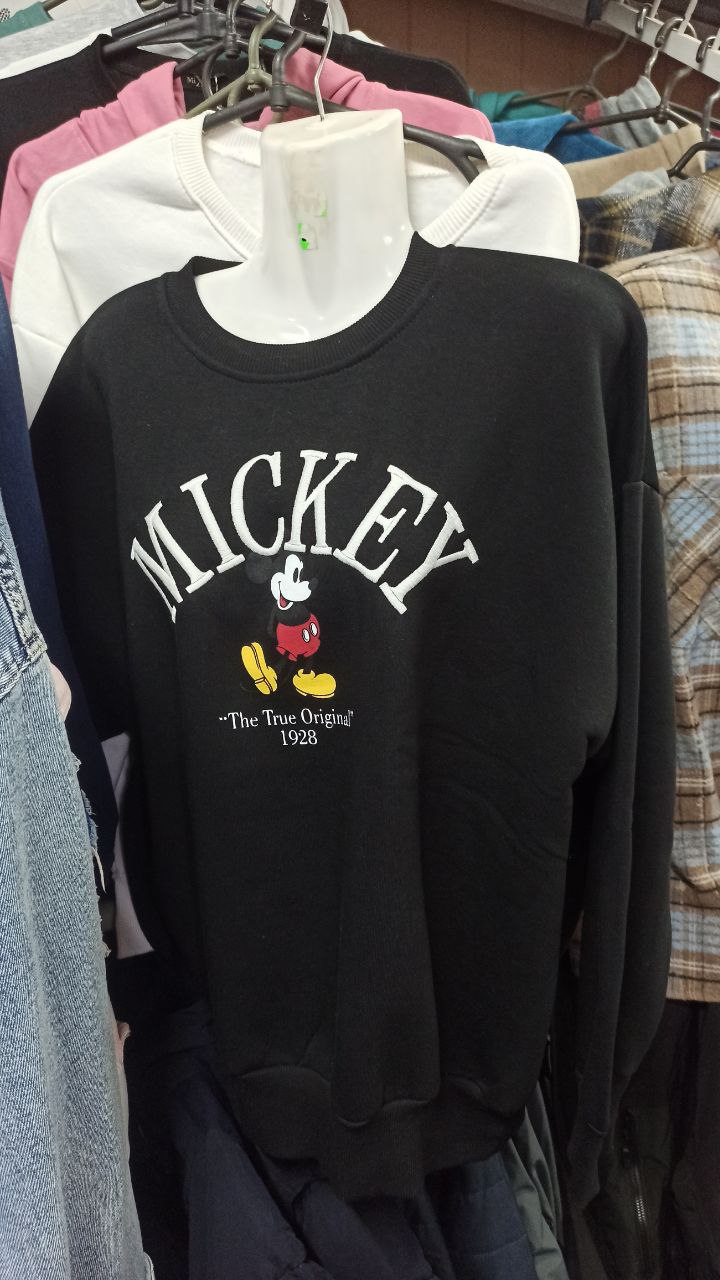 MICKEY
"The True Original"
1928